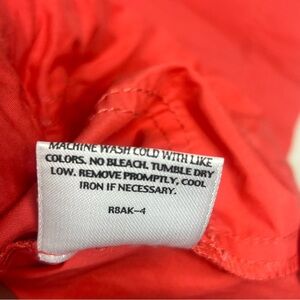 MACHINE WASH COLD WITH LIKE
COLORS. NO BLEACH. TUMBLE DRY
LOW. REMOVE PROMPTLY, COOL
IRON IF NECESSARY.
R8AK-4